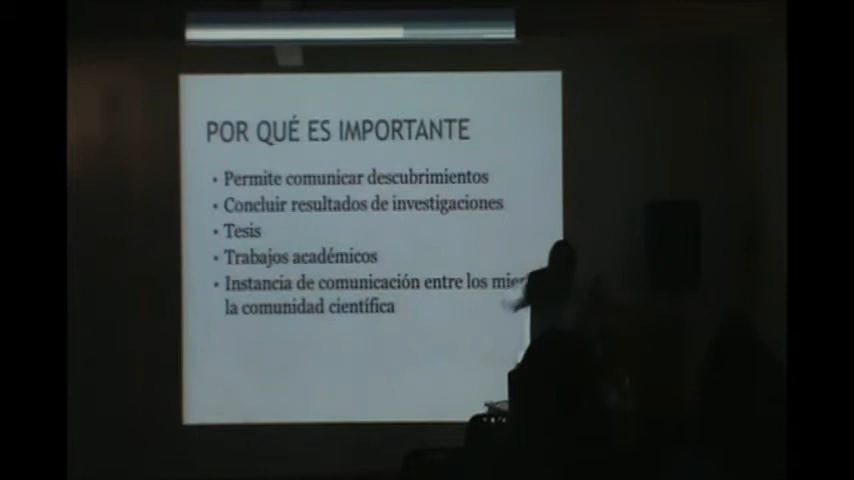 POR QUÉ ES IMPORTANTE
• Permite comunicar descubrimientos
• Concluir resultados de investigaciones
• Tesis
• Trabajos académicos
• Instancia de comunicación entre los
la comunidad científica